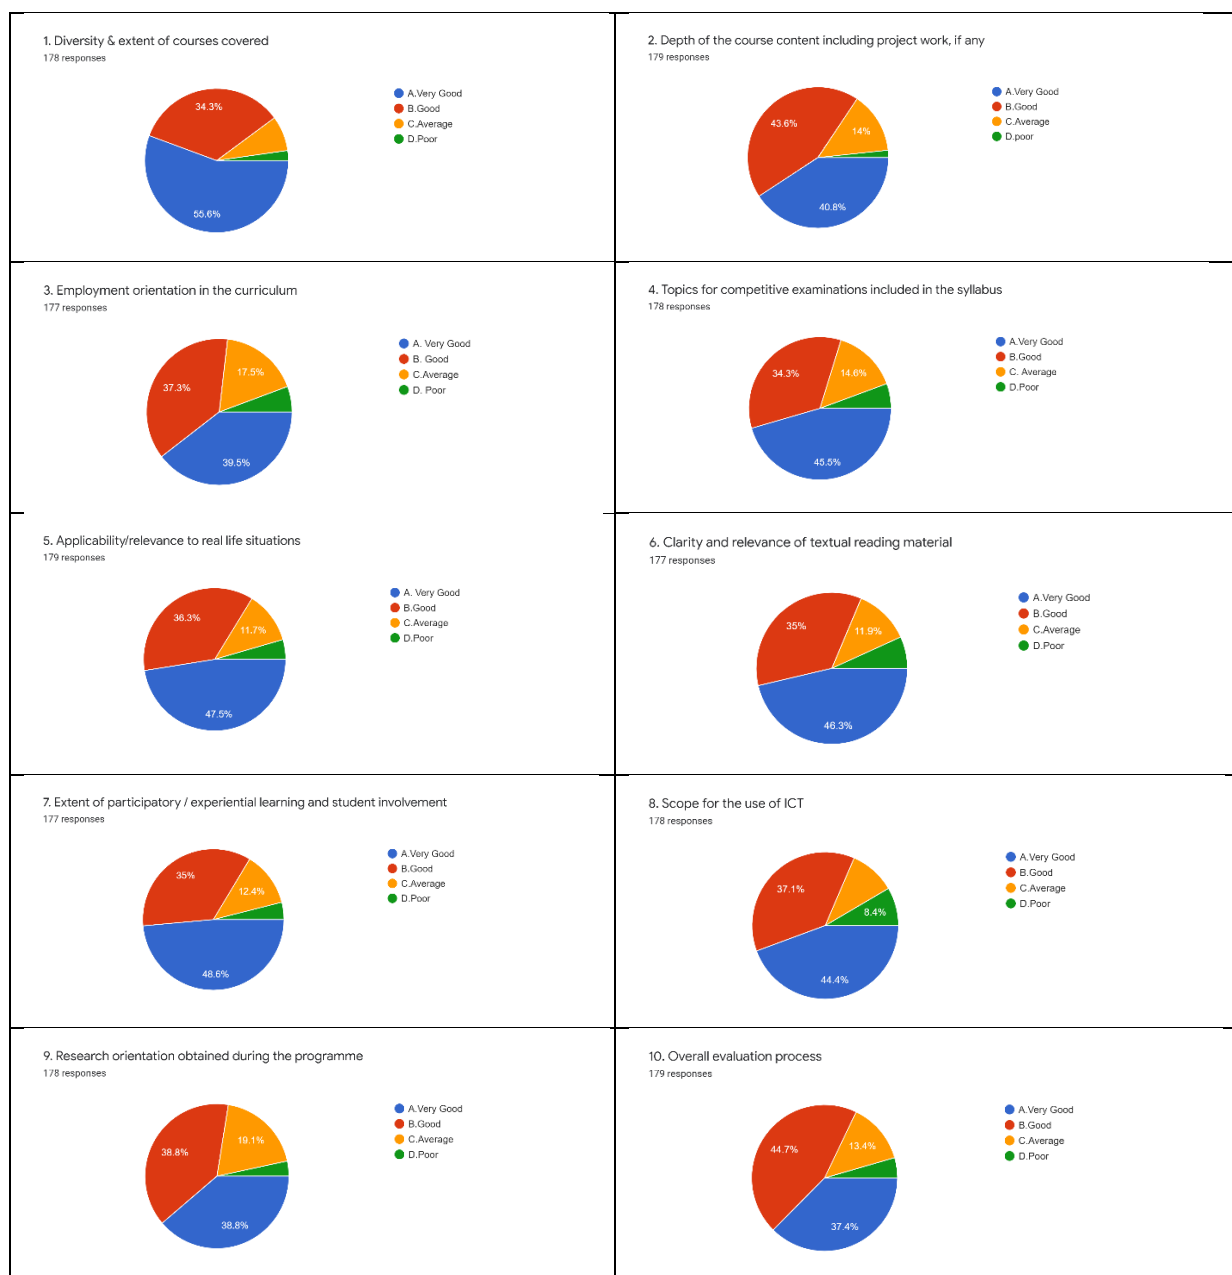 1. Diversity & extent of courses covered
178 responses
34.3%
55.6%
A.Very Good
B.Good
C.Average
D.Poor
2. Depth of the course content including project work, if any
179 responses
43.6%
14%
40.8%
A.Very Good
B.Good
C.Average
D.poor
3. Employment orientation in the curriculum
177 responses
37.3%
17.5%
39.5%
A. Very Good
B. Good
C.Average
D. Poor
4. Topics for competitive examinations included in the syllabus
178 responses
34.3%
14.6%
45.5%
A.Very Good
B.Good
C. Average
D.Poor
5. Applicability/relevance to real life situations
179 responses
36.3%
11.7%
47.5%
A. Very Good
B.Good
C.Average
D.Poor
6. Clarity and relevance of textual reading material
177 responses
35%
11.9%
46.3%
A.Very Good
B.Good
C.Average
D.Poor
7. Extent of participatory / experiential learning and student involvement
177 responses
35%
12.4%
48.6%
A.Very Good
B.Good
C.Average
D.Poor
8. Scope for the use of ICT
178 responses
37.1%
8.4%
44.4%
A.Very Good
B.Good
C.Average
D.Poor
9. Research orientation obtained during the programme
178 responses
38.8%
19.1%
38.8%
A.Very Good
B.Good
C.Average
D.Poor
10. Overall evaluation process
179 responses
44.7%
13.4%
37.4%
A.Very Good
B.Good
C.Average
D.Poor